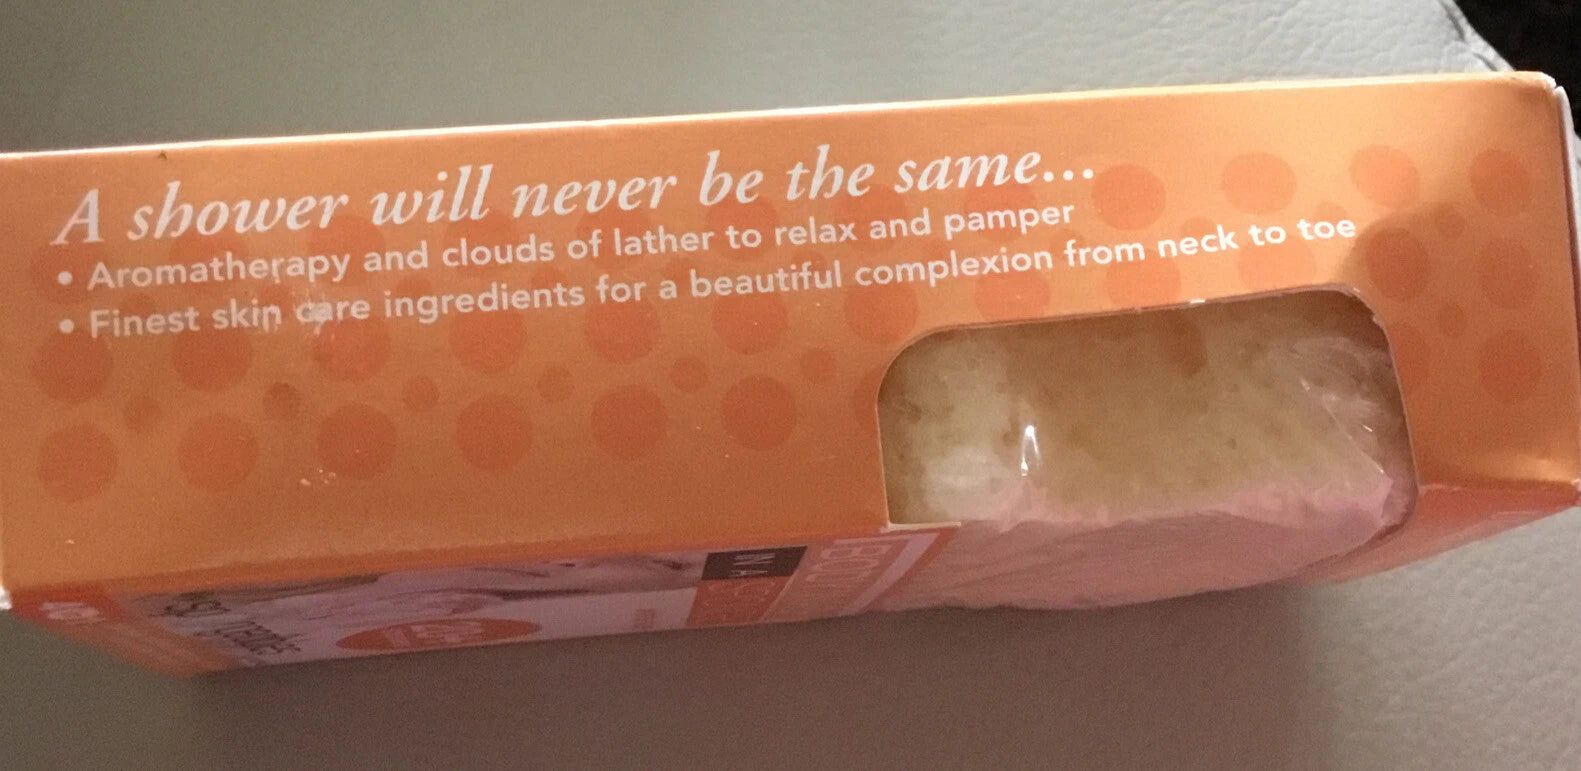 A shower will never be the same...
• Aromatherapy and clouds of lather to relax and pamper
• Finest skin care ingredients for a beautiful complexion from neck to toe
IN A